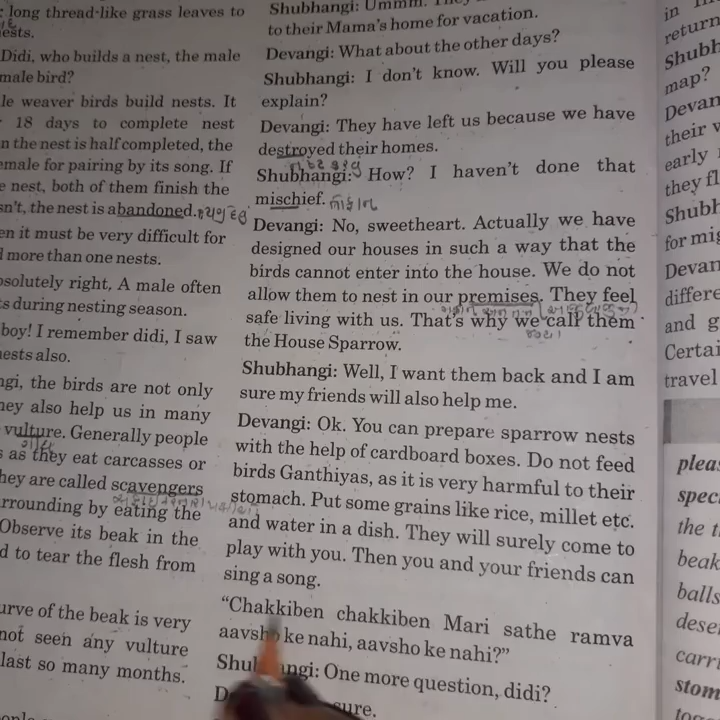 long thread-like grass leaves to
ests.
Didi, who builds a nest, the male
male bird?
le weaver birds build nests. It
18 days to complete nest
n the nest is half completed, the
emale for pairing by its song. If
e nest, both of them finish the
sn't, the nest is abandoned.
en it must be very difficult for
l more than one nests.
bsolutely right, A male often
ts during nesting season.
boy! I remember didi, I saw
nests also.
ngi, the birds are not only
hey also help us in many
vulture. Generally people
s as they eat carcasses or
hey are called scavengers
rrounding by eating the
Observe its beak in the
d to tear the flesh from
urve of the beak is very
not seen any vulture
last so many months.
Shubhangi: Ummm. They
to their Mama's home for vacation.
Devangi: What about the other days?
Shubhangi: I don't know. Will you please
explain?
Devangi: They have left us because we have
destroyed their homes.
Shubhangi: How? I haven't done that
mischief.
Devangi: No, sweetheart. Actually we have
designed our houses in such a way that the
birds cannot enter into the house. We do not
allow them to nest in our premises. They feel
safe living with us. That's why we call them
the House Sparrow.
Shubhangi: Well, I want them back and I am
sure my friends will also help me.
Devangi: Ok. You can prepare sparrow nests
with the help of cardboard boxes. Do not feed
birds Ganthiyas, as it is very harmful to their
stomach. Put some grains like rice, millet etc.
and water in a dish. They will surely come to
play with you. Then you and your friends can
sing a song.
"Chakkiben chakkiben Mari sathe ramva
aavsho ke nahi, aavsho ke nahi?"
Shubhangi: One more question, didi?
sure.
in
return
Shubh
map?
Devan
their
early
they fl
Shubh
for mig
Devan
differe
and g
Certai
travel
pleas
speci
the t
beak
balls
deser
carri
stom